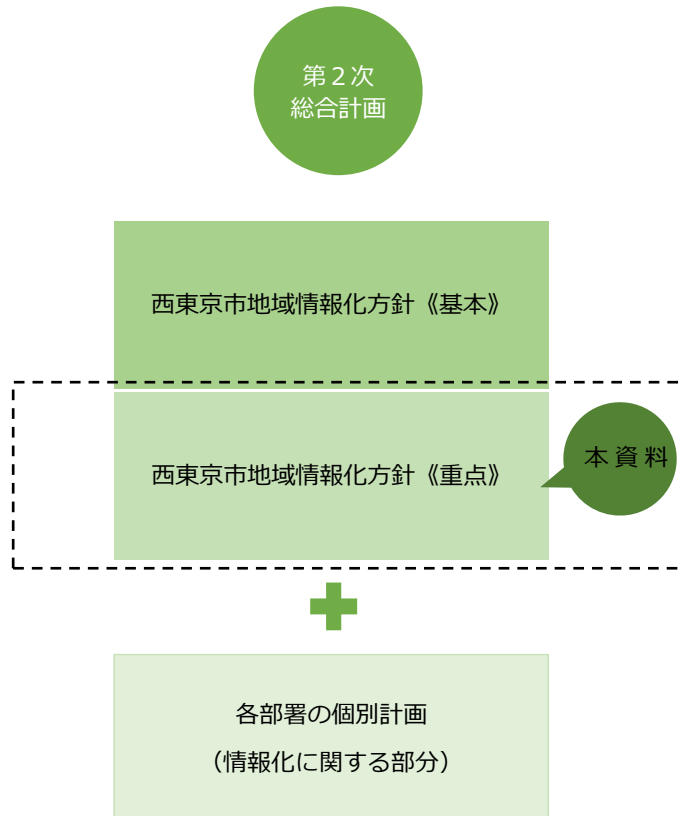 第２次
総合計画
西東京市地域情報化方針《基本》
西東京市地域情報化方針《重点》
本資料
各部署の個別計画
（情報化に関する部分）